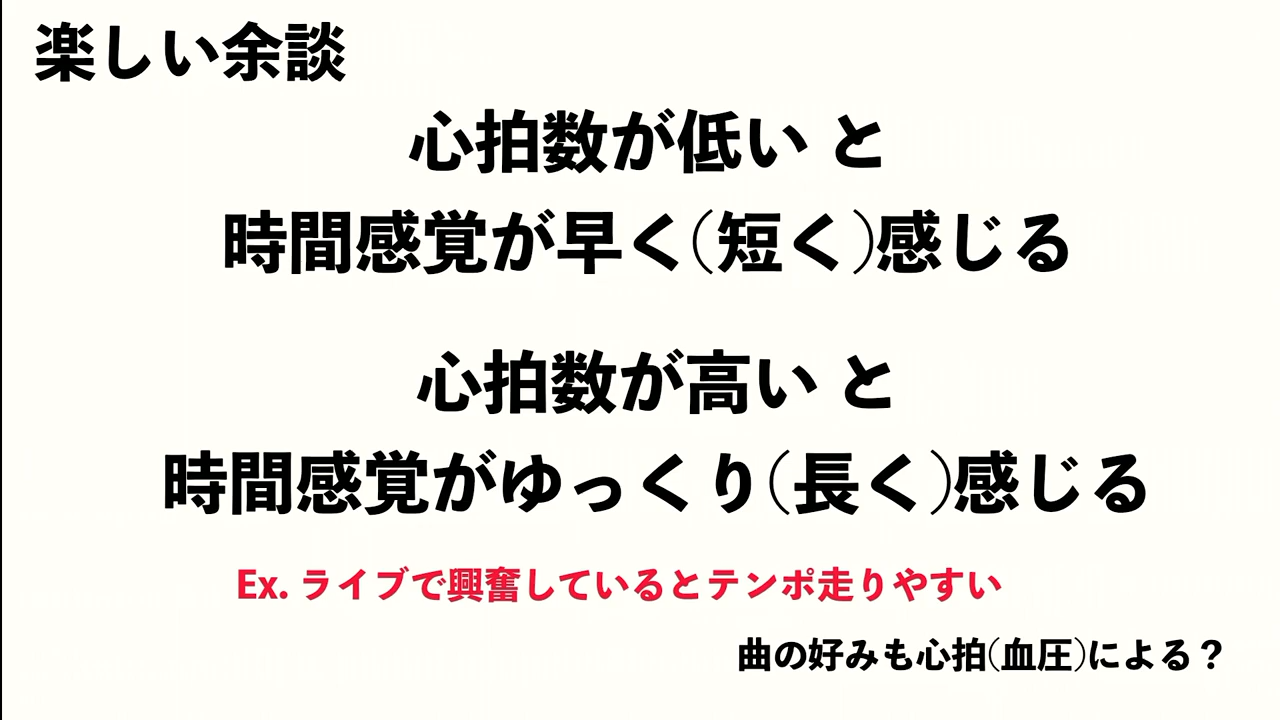 楽しい余談
心拍数が低い と
時間感覚が早く(短く)感じる
心拍数が高い と
時間感覚がゆっくり(長く)感じる
Ex. ライブで興奮しているとテンポ走りやすい
曲の好みも心拍(血圧)による？